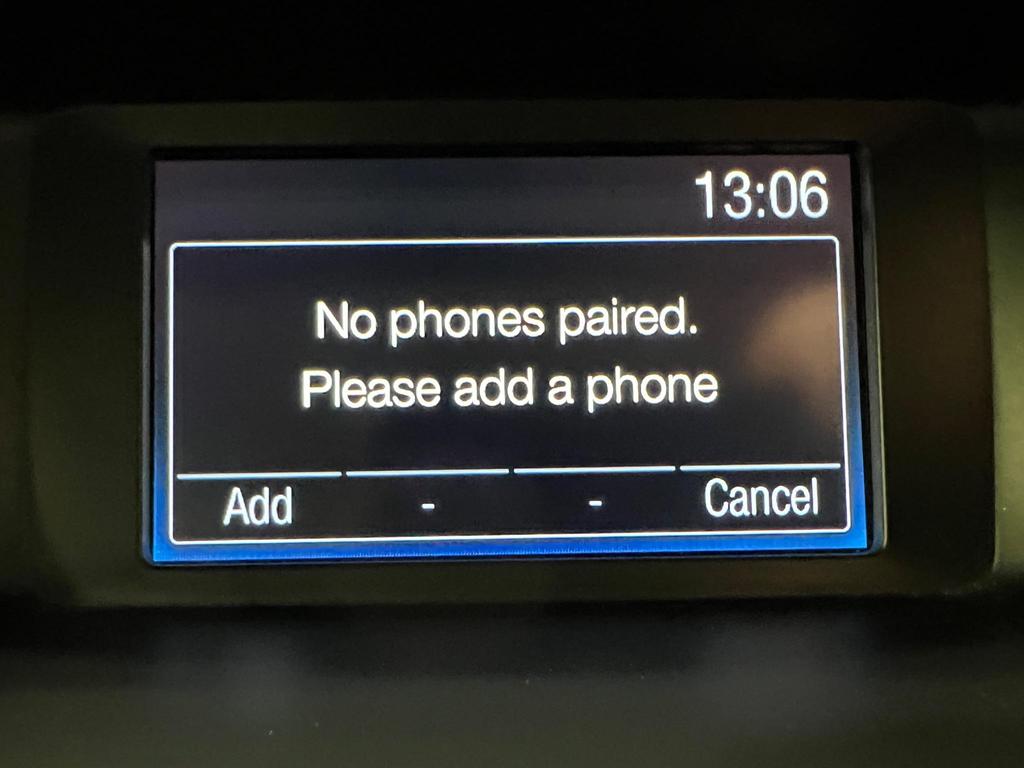 13:06
No phones paired.
Please add a phone
Add - - Cancel